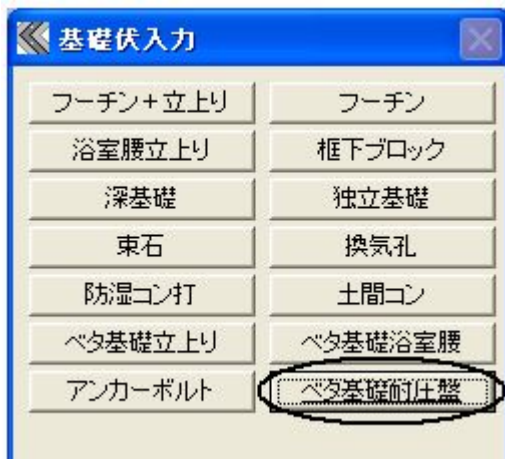 基礎伏入力
フーチン＋立上り フーチン
浴室腰立上り 框下ブロック
深基礎 独立基礎
束石 換気孔
防湿コン打 土間コン
ベタ基礎立上り ベタ基礎浴室腰
アンカーボルト ベタ基礎耐圧盤